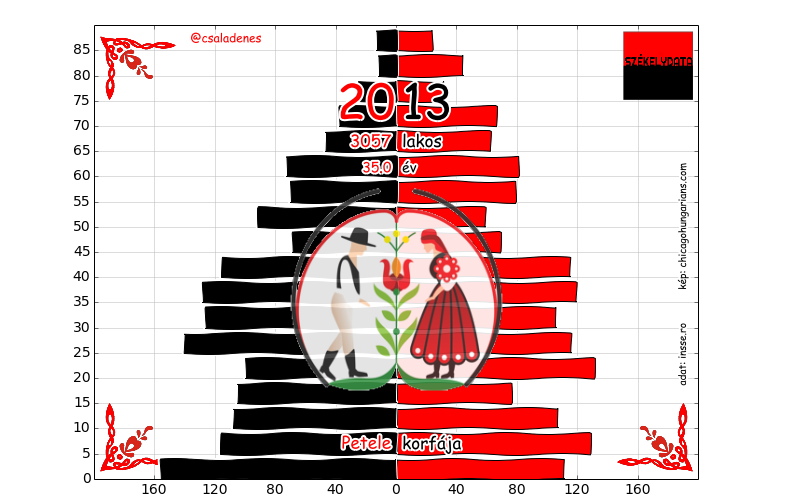 @csaladenes
SZÉKELYDATA
2013
3057 lakos
35.0 év
kép: chicagohungarians.com
adat: insse.ro
Petele korfája
85
80
75
70
65
60
55
50
45
40
35
30
25
20
15
10
5
0
160 120 80 40 0 40 80 120 160